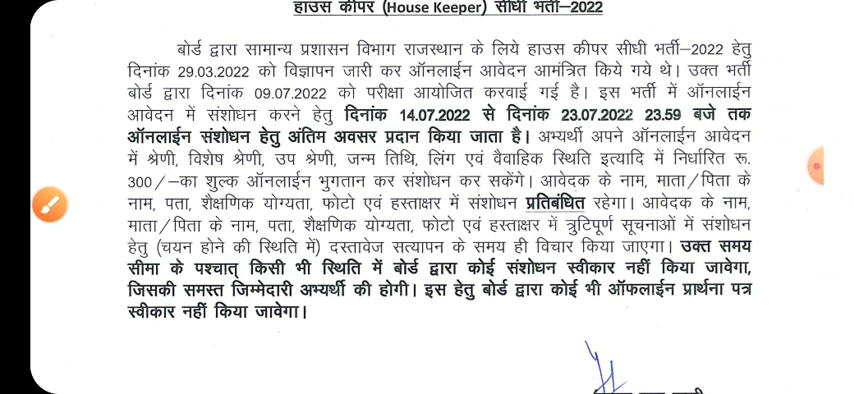 हाउस कीपर (House Keeper) सीधी भर्ती–2022
बोर्ड द्वारा सामान्य प्रशासन विभाग राजस्थान के लिये हाउस कीपर सीधी भर्ती–2022 हेतु
दिनांक 29.03.2022 को विज्ञापन जारी कर ऑनलाईन आवेदन आमंत्रित किये गये थे। उक्त भर्ती
बोर्ड द्वारा दिनांक 09.07.2022 को परीक्षा आयोजित करवाई गई है। इस भर्ती में ऑनलाईन
आवेदन में संशोधन करने हेतु दिनांक 14.07.2022 से दिनांक 23.07.2022 23.59 बजे तक
ऑनलाईन संशोधन हेतु अंतिम अवसर प्रदान किया जाता है। अभ्यर्थी अपने ऑनलाईन आवेदन
में श्रेणी, विशेष श्रेणी, उप श्रेणी, जन्म तिथि, लिंग एवं वैवाहिक स्थिति इत्यादि में निर्धारित रू.
300/–का शुल्क ऑनलाईन भुगतान कर संशोधन कर सकेंगे। आवेदक के नाम, माता/पिता के
नाम, पता, शैक्षणिक योग्यता, फोटो एवं हस्ताक्षर में संशोधन प्रतिबंधित रहेगा। आवेदक के नाम,
माता/पिता के नाम, पता, शैक्षणिक योग्यता, फोटो एवं हस्ताक्षर में त्रुटिपूर्ण सूचनाओं में संशोधन
हेतु (चयन होने की स्थिति में) दस्तावेज सत्यापन के समय ही विचार किया जाएगा। उक्त समय
सीमा के पश्चात् किसी भी स्थिति में बोर्ड द्वारा कोई संशोधन स्वीकार नहीं किया जावेगा,
जिसकी समस्त जिम्मेदारी अभ्यर्थी की होगी। इस हेतु बोर्ड द्वारा कोई भी ऑफलाईन प्रार्थना पत्र
स्वीकार नहीं किया जावेगा।